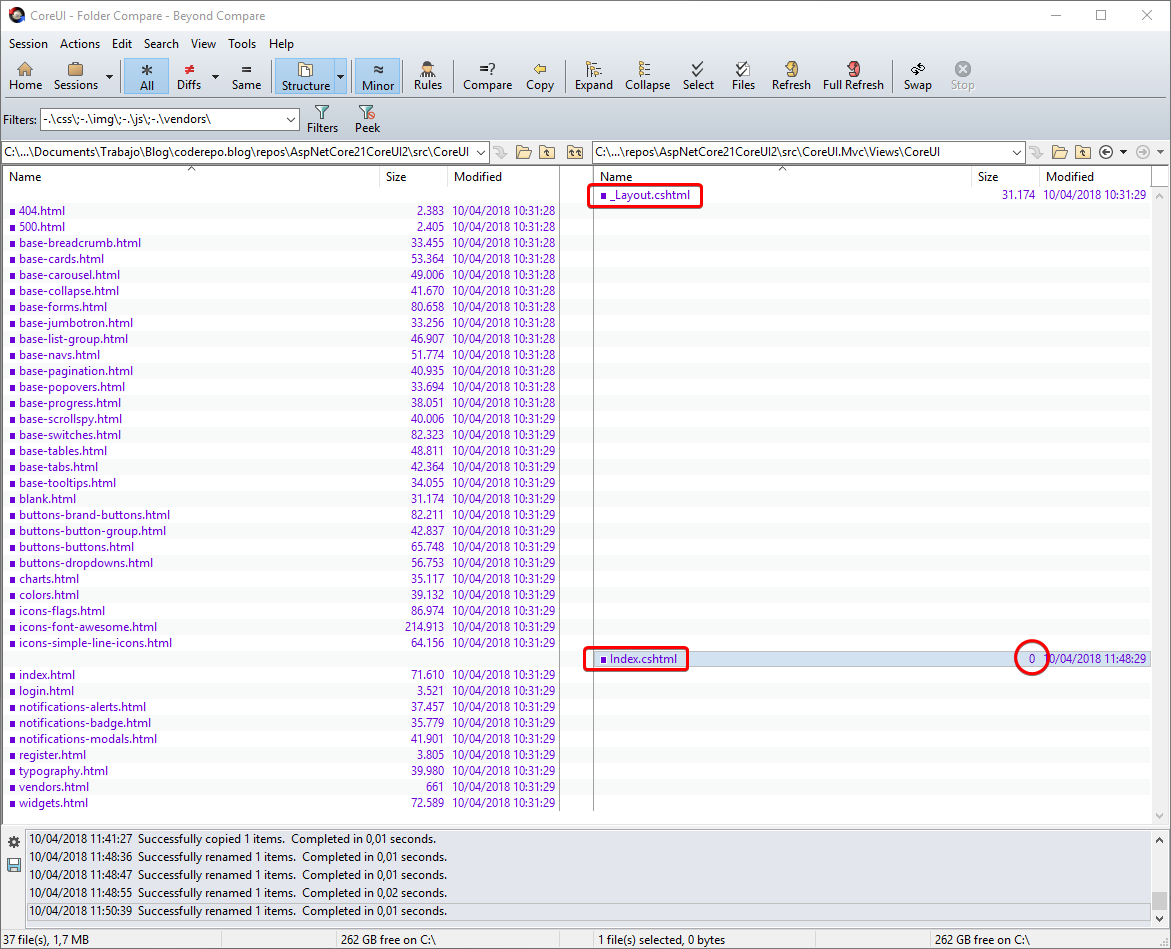 CoreUI - Folder Compare - Beyond Compare
Session Actions Edit Search View Tools Help
Home Sessions All Diffs Same Structure Minor Rules Compare Copy Expand Collapse Select Files Refresh Full Refresh Swap Stop
Filters: -.\css\;-.\img\;-.\js\;-.\vendors\ Filters Peek
C:\...\Documents\Trabajo\Blog\coderepo.blog\repos\AspNetCore21CoreUI2\src\CoreUI C:\...\repos\AspNetCore21CoreUI2\src\CoreUI.Mvc\Views\CoreUI
Name Size Modified Name Size Modified
_Layout.cshtml 31.174 10/04/2018 10:31:29
404.html 2.383 10/04/2018 10:31:28
500.html 2.405 10/04/2018 10:31:28
base-breadcrumb.html 33.455 10/04/2018 10:31:28
base-cards.html 53.364 10/04/2018 10:31:28
base-carousel.html 49.006 10/04/2018 10:31:28
base-collapse.html 41.670 10/04/2018 10:31:28
base-forms.html 80.658 10/04/2018 10:31:28
base-jumbotron.html 33.256 10/04/2018 10:31:28
base-list-group.html 46.907 10/04/2018 10:31:28
base-navs.html 51.774 10/04/2018 10:31:28
base-pagination.html 40.935 10/04/2018 10:31:28
base-popovers.html 33.694 10/04/2018 10:31:28
base-progress.html 38.051 10/04/2018 10:31:28
base-scrollspy.html 40.006 10/04/2018 10:31:29
base-switches.html 82.323 10/04/2018 10:31:29
base-tables.html 48.811 10/04/2018 10:31:29
base-tabs.html 42.364 10/04/2018 10:31:29
base-tooltips.html 34.055 10/04/2018 10:31:29
blank.html 31.174 10/04/2018 10:31:29
buttons-brand-buttons.html 82.211 10/04/2018 10:31:29
buttons-button-group.html 42.837 10/04/2018 10:31:29
buttons-buttons.html 65.748 10/04/2018 10:31:29
buttons-dropdowns.html 56.753 10/04/2018 10:31:29
charts.html 35.117 10/04/2018 10:31:29
colors.html 39.132 10/04/2018 10:31:29
icons-flags.html 86.974 10/04/2018 10:31:29
icons-font-awesome.html 214.913 10/04/2018 10:31:29
icons-simple-line-icons.html 64.156 10/04/2018 10:31:29
Index.cshtml 0 10/04/2018 11:48:29
index.html 71.610 10/04/2018 10:31:29
login.html 3.521 10/04/2018 10:31:29
notifications-alerts.html 37.457 10/04/2018 10:31:29
notifications-badge.html 35.779 10/04/2018 10:31:29
notifications-modals.html 41.901 10/04/2018 10:31:29
register.html 3.805 10/04/2018 10:31:29
typography.html 39.980 10/04/2018 10:31:29
vendors.html 661 10/04/2018 10:31:29
widgets.html 72.589 10/04/2018 10:31:29
10/04/2018 11:41:27 Successfully copied 1 items. Completed in 0,01 seconds.
10/04/2018 11:48:36 Successfully renamed 1 items. Completed in 0,01 seconds.
10/04/2018 11:48:47 Successfully renamed 1 items. Completed in 0,01 seconds.
10/04/2018 11:48:55 Successfully renamed 1 items. Completed in 0,02 seconds.
10/04/2018 11:50:39 Successfully renamed 1 items. Completed in 0,01 seconds.
37 file(s), 1,7 MB 262 GB free on C:\ 1 file(s) selected, 0 bytes 262 GB free on C:\